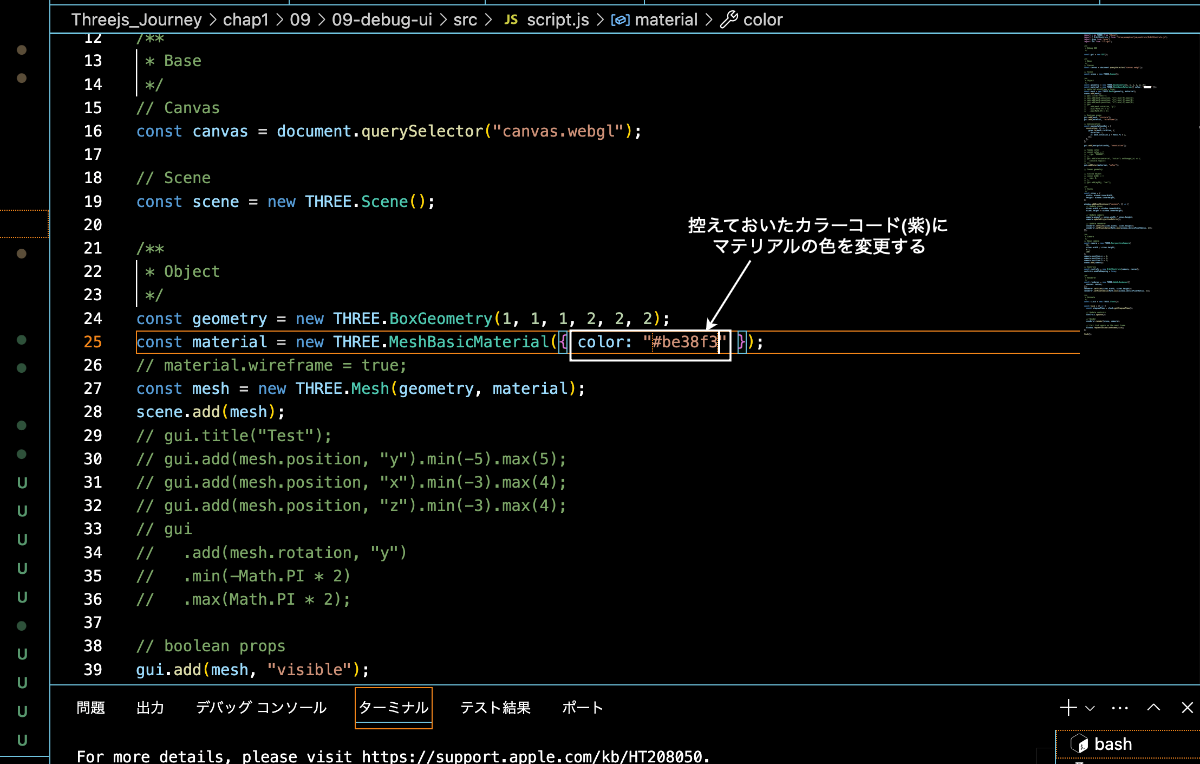 Threejs_Journey > chap1 > 09 > 09-debug-ui > src > JS script.js > material > color
12 /**
13 * Base
14 */
15 // Canvas
16 const canvas = document.querySelector("canvas.webgl");
17
18 // Scene
19 const scene = new THREE.Scene();
20
控えておいたカラーコード(紫)に
マテリアルの色を変更する
21 /**
22 * Object
23 */
24 const geometry = new THREE.BoxGeometry(1, 1, 1, 2, 2, 2);
25 const material = new THREE.MeshBasicMaterial({ color: "#be38f3" });
26 // material.wireframe = true;
27 const mesh = new THREE.Mesh(geometry, material);
28 scene.add(mesh);
29 // gui.title("Test");
30 // gui.add(mesh.position, "y").min(-5).max(5);
31 // gui.add(mesh.position, "x").min(-3).max(4);
32 // gui.add(mesh.position, "z").min(-3).max(4);
33 // gui
34 //   .add(mesh.rotation, "y")
35 //   .min(-Math.PI * 2)
36 //   .max(Math.PI * 2);
37
38 // boolean props
39 gui.add(mesh, "visible");
U
U
U
U
U
U
U
U
U
問題 出力 デバッグ コンソール ターミナル テスト結果 ポート
bash
For more details, please visit https://support.apple.com/kb/HT208050.